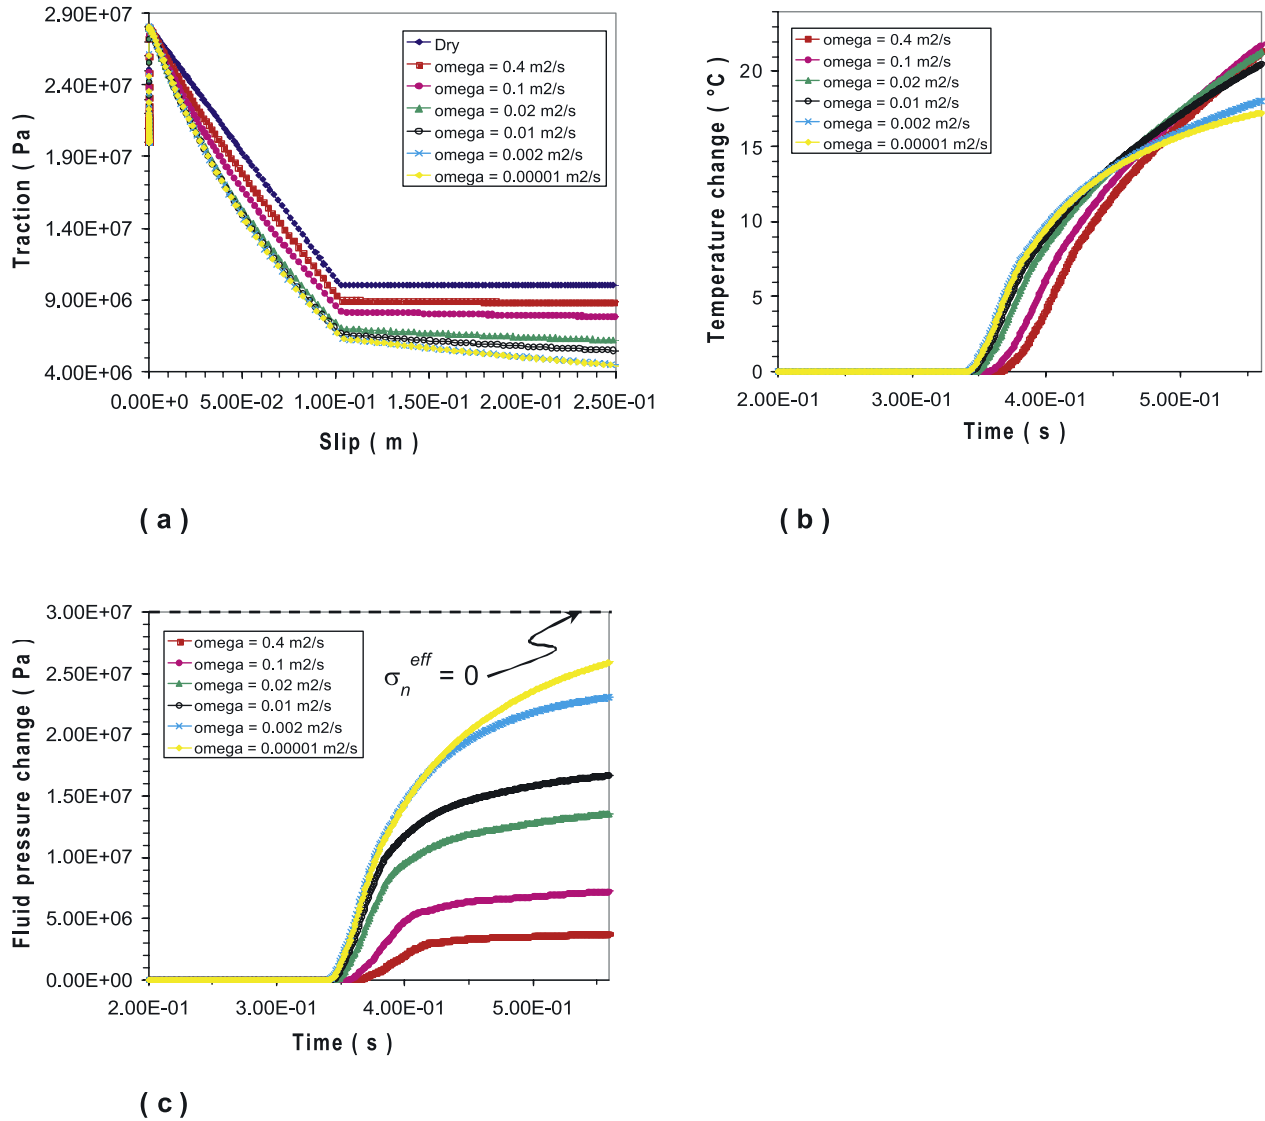 2.90E+07
2.40E+07
1.90E+07
1.40E+07
9.00E+06
4.00E+06
Traction ( Pa )
Dry
omega = 0.4 m2/s
omega = 0.1 m2/s
omega = 0.02 m2/s
omega = 0.01 m2/s
omega = 0.002 m2/s
omega = 0.00001 m2/s
0.00E+0 5.00E-02 1.00E-01 1.50E-01 2.00E-01 2.50E-01
Slip ( m )
( a )
20
15
10
5
0
Temperature change ( °C )
omega = 0.4 m2/s
omega = 0.1 m2/s
omega = 0.02 m2/s
omega = 0.01 m2/s
omega = 0.002 m2/s
omega = 0.00001 m2/s
2.00E-01 3.00E-01 4.00E-01 5.00E-01
Time ( s )
( b )
3.00E+07
2.50E+07
2.00E+07
1.50E+07
1.00E+07
5.00E+06
0.00E+00
Fluid pressure change ( Pa )
omega = 0.4 m2/s
omega = 0.1 m2/s
omega = 0.02 m2/s
omega = 0.01 m2/s
omega = 0.002 m2/s
omega = 0.00001 m2/s
σn eff = 0
2.00E-01 3.00E-01 4.00E-01 5.00E-01
Time ( s )
( c )